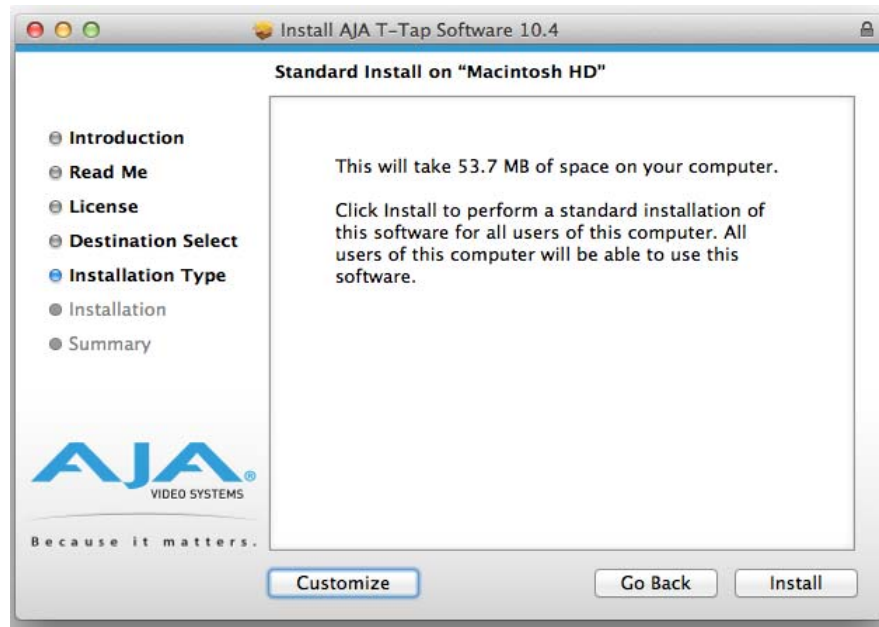 Install AJA T-Tap Software 10.4
Standard Install on “Macintosh HD"
Introduction
Read Me
License
Destination Select
Installation Type
Installation
Summary
This will take 53.7 MB of space on your computer.
Click Install to perform a standard installation of
this software for all users of this computer. All
users of this computer will be able to use this
software.
AJA®
VIDEO SYSTEMS
Because it matters.
Customize
Go Back
Install